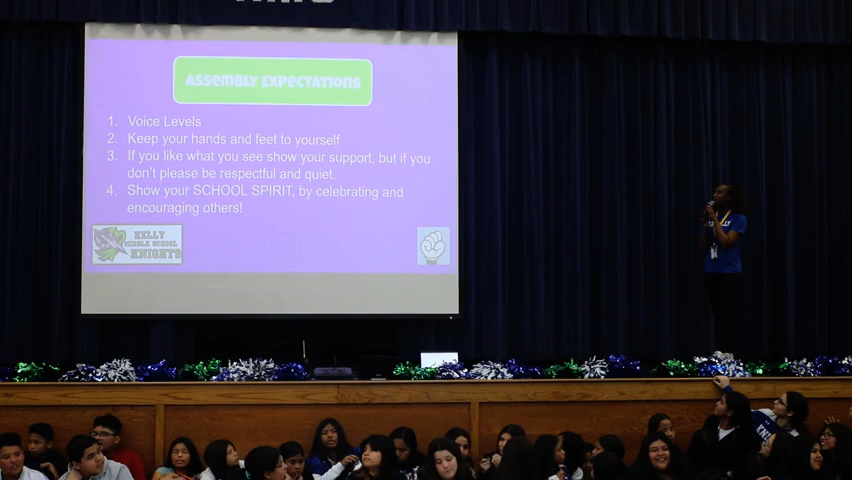 Assembly Expectations
1. Voice Levels
2. Keep your hands and feet to yourself
3. If you like what you see show your support, but if you
don't please be respectful and quiet.
4. Show your SCHOOL SPIRIT, by celebrating and
encouraging others!
KELLY
MIDDLE SCHOOL
KNIGHTS